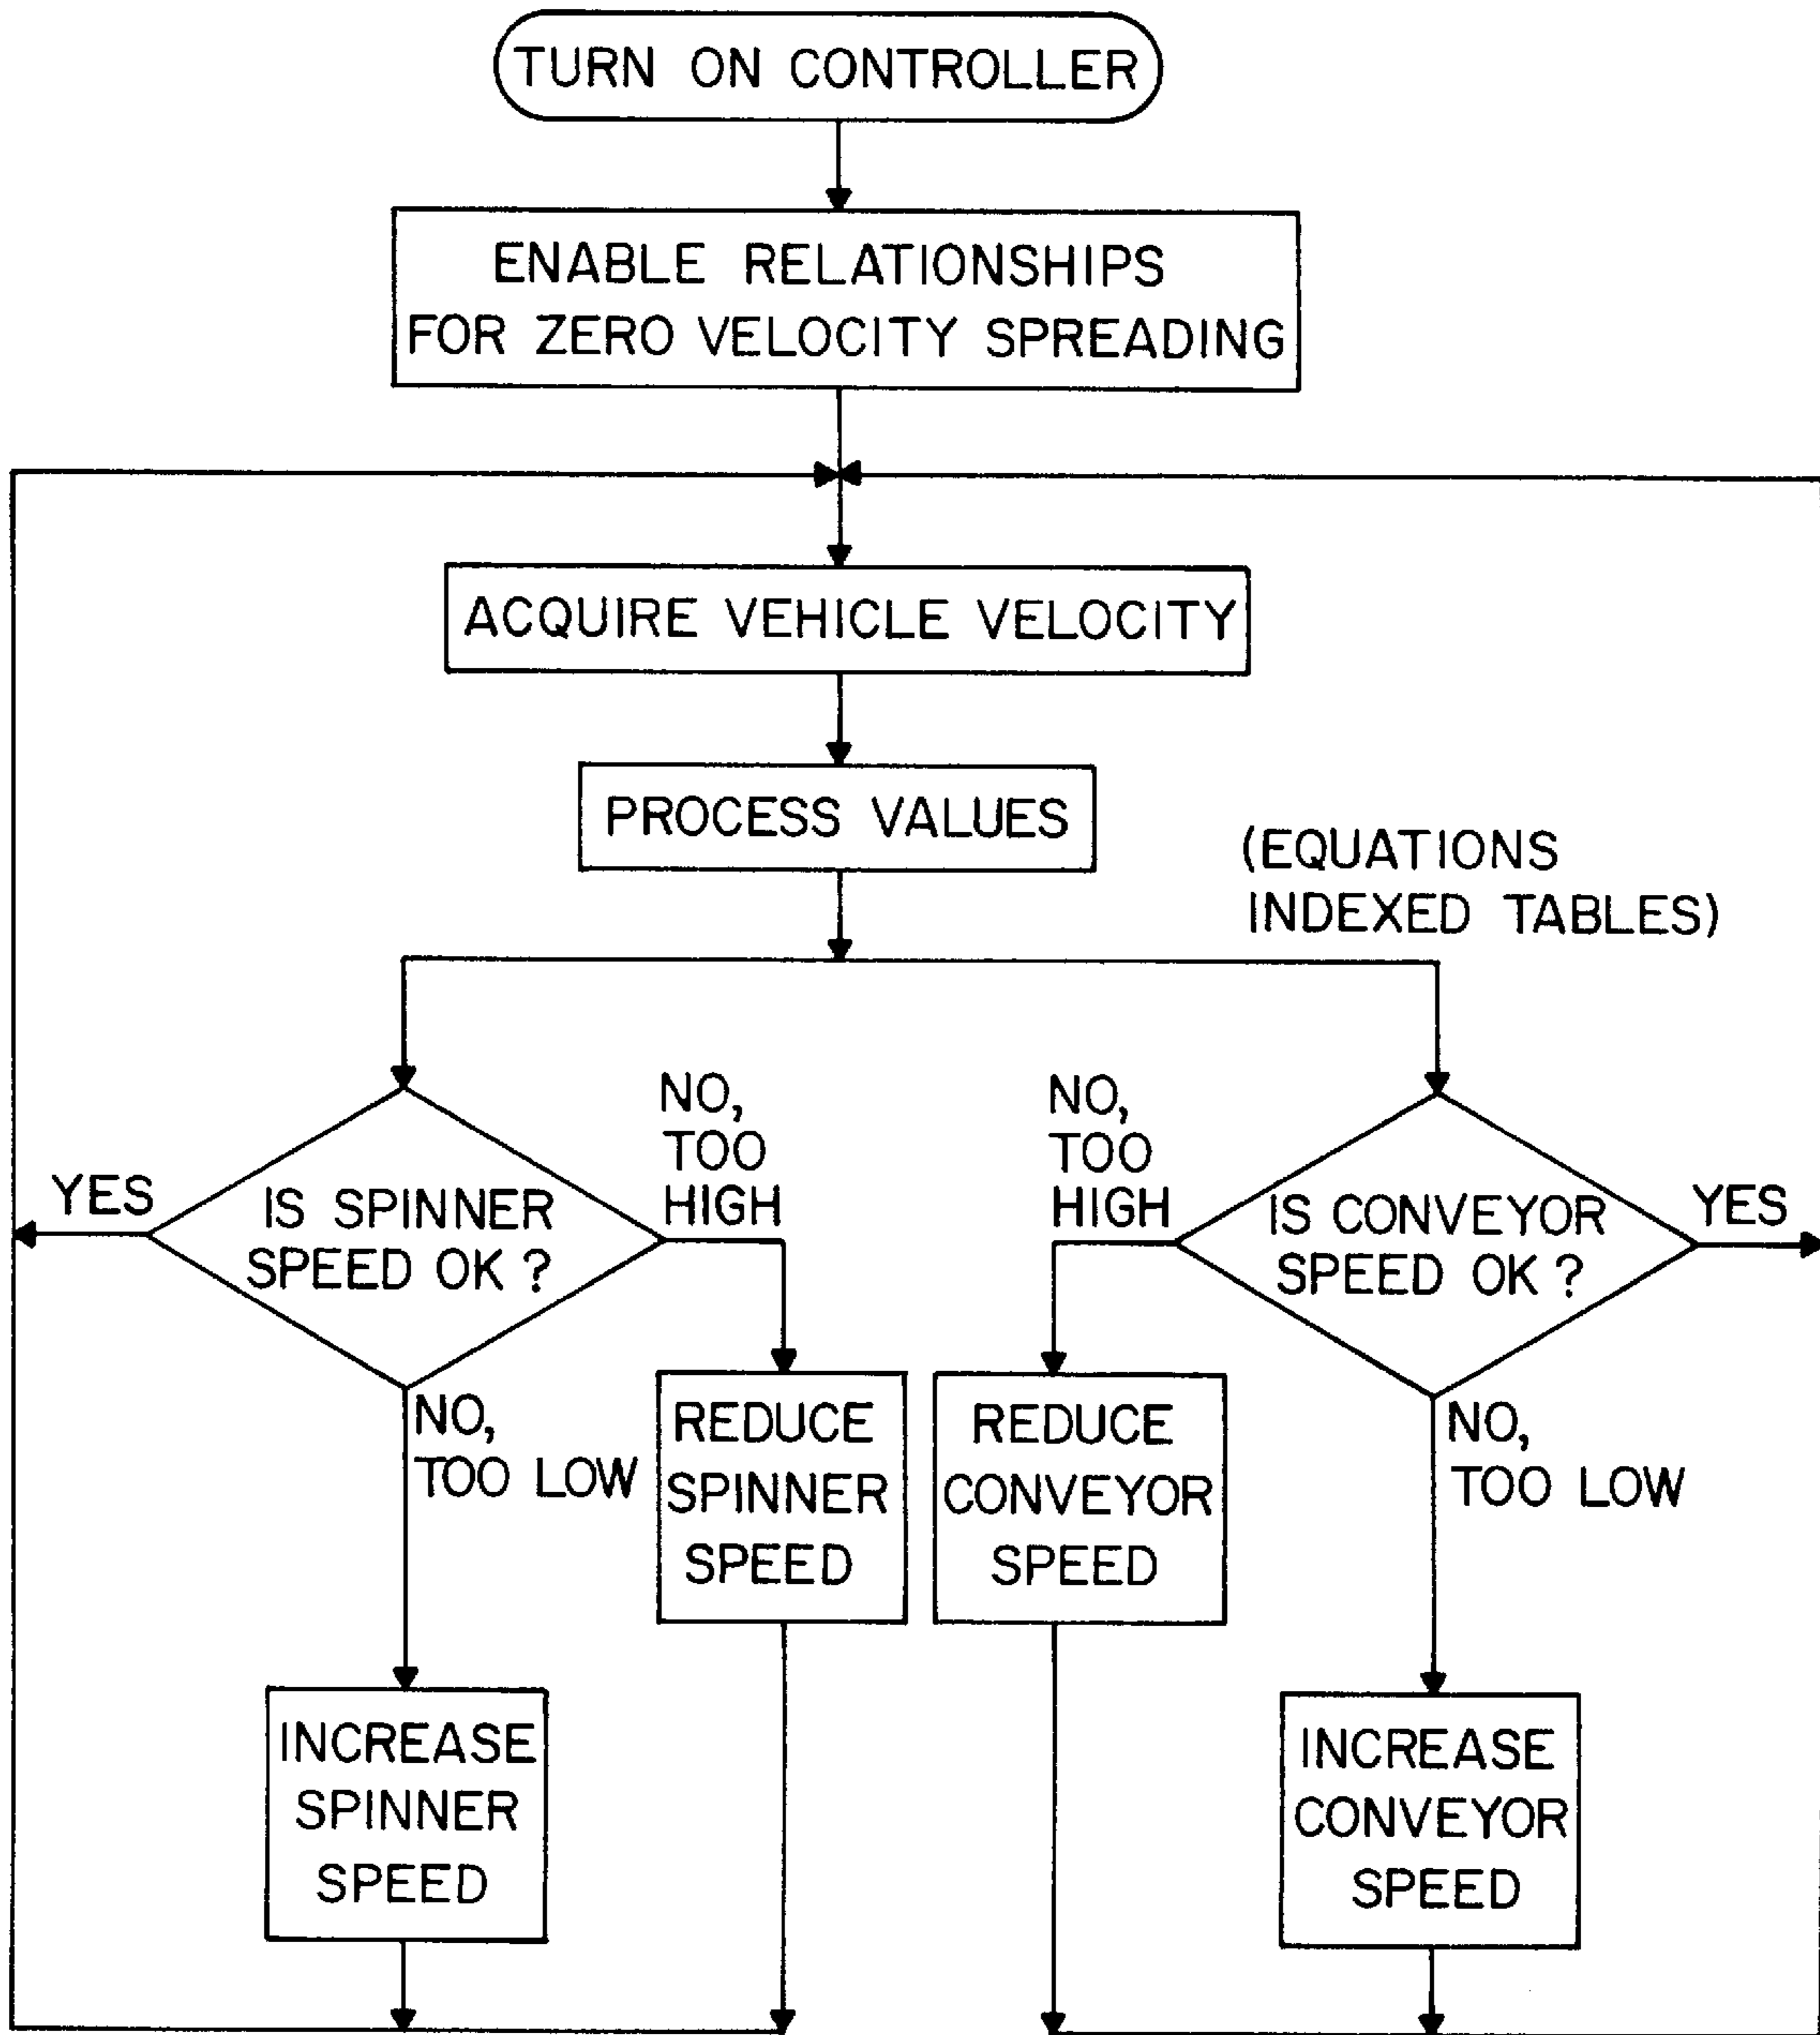 TURN ON CONTROLLER
ENABLE RELATIONSHIPS
FOR ZERO VELOCITY SPREADING
ACQUIRE VEHICLE VELOCITY
PROCESS VALUES
(EQUATIONS
INDEXED TABLES)
YES
IS SPINNER
SPEED OK ?
NO,
TOO
HIGH
NO,
TOO LOW
REDUCE
SPINNER
SPEED
INCREASE
SPINNER
SPEED
NO,
TOO
HIGH
IS CONVEYOR
SPEED OK ?
YES
REDUCE
CONVEYOR
SPEED
NO,
TOO LOW
INCREASE
CONVEYOR
SPEED